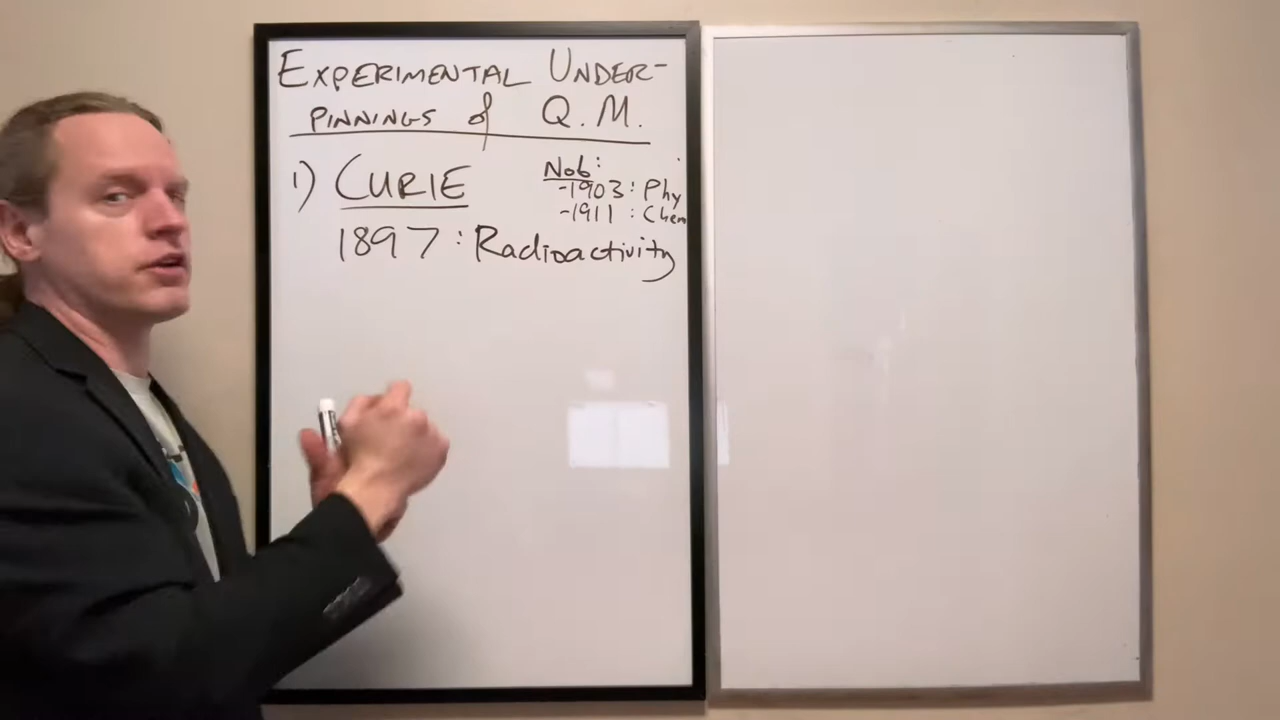 EXPERIMENTAL UNDER-
PINNINGS of Q.M.
1) CURIE
Nob:
-1903: Phy
-1911: Chem
1897: Radioactivity